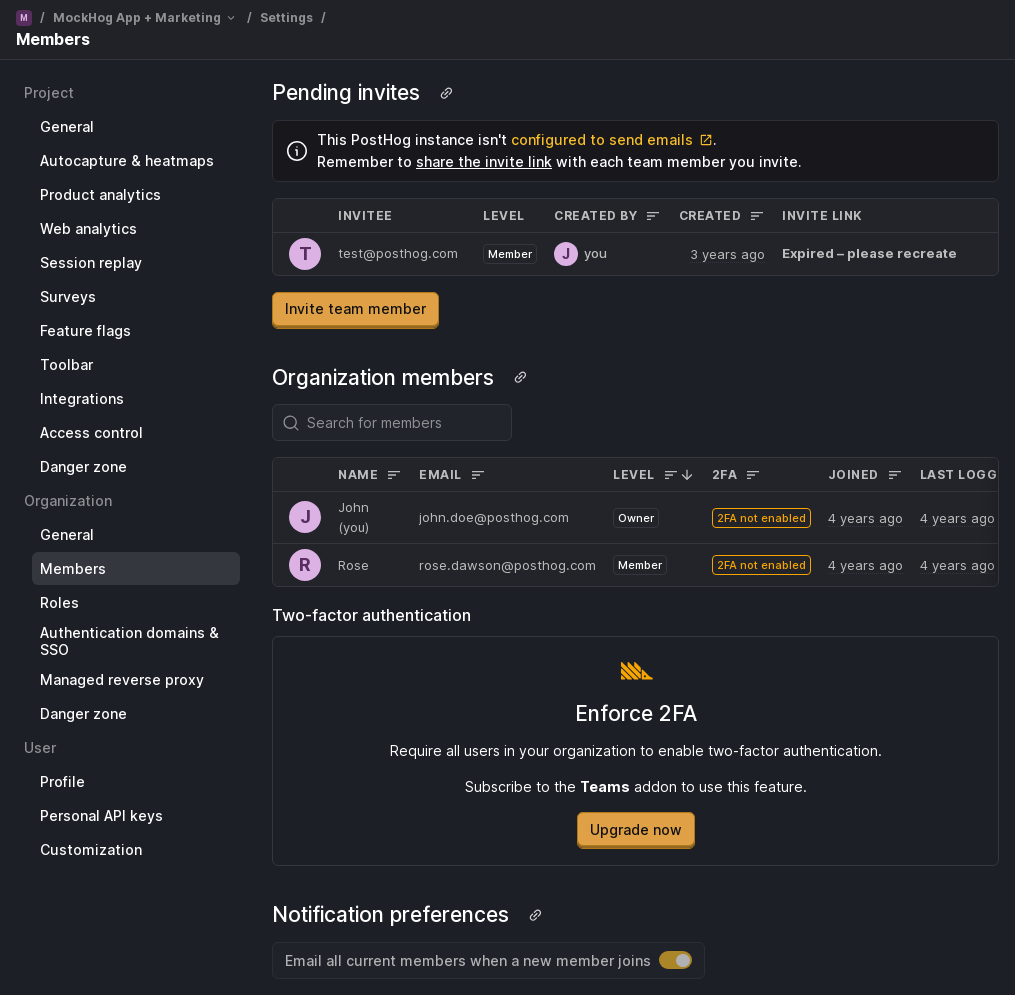 M / MockHog App + Marketing / Settings /
Members
Project
General
Autocapture & heatmaps
Product analytics
Web analytics
Session replay
Surveys
Feature flags
Toolbar
Integrations
Access control
Danger zone
Organization
General
Members
Roles
Authentication domains &
SSO
Managed reverse proxy
Danger zone
User
Profile
Personal API keys
Customization
Pending invites
This PostHog instance isn't configured to send emails .
Remember to share the invite link with each team member you invite.
INVITEE LEVEL CREATED BY CREATED INVITE LINK
T test@posthog.com Member J you 3 years ago Expired – please recreate
Invite team member
Organization members
Search for members
NAME EMAIL LEVEL 2FA JOINED LAST LOGG
J John
(you) john.doe@posthog.com Owner 2FA not enabled 4 years ago 4 years ago
R Rose rose.dawson@posthog.com Member 2FA not enabled 4 years ago 4 years ago
Two-factor authentication
Enforce 2FA
Require all users in your organization to enable two-factor authentication.
Subscribe to the Teams addon to use this feature.
Upgrade now
Notification preferences
Email all current members when a new member joins